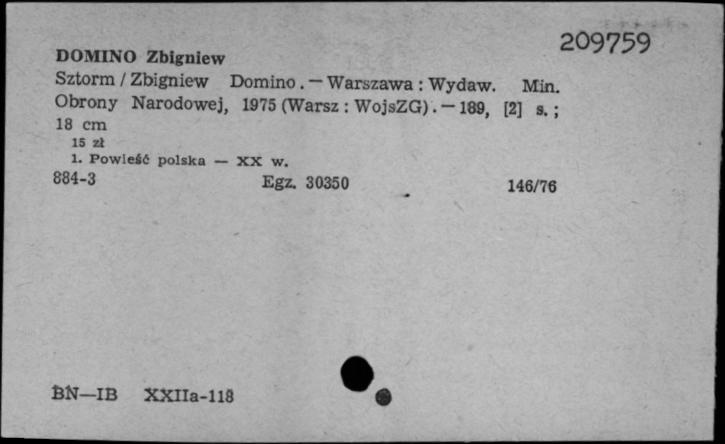 209759
DOMINO Zbigniew
Sztorm / Zbigniew Domino. — Warszawa : Wydaw. Min.
Obrony Narodowej, 1975 (Warsz : WojsZG). — 189, [2] s. ;
18 cm
15 zł
1. Powieść polska — XX w.
884-3 Egz. 30350 146/76
BN—IB XXIIa-118